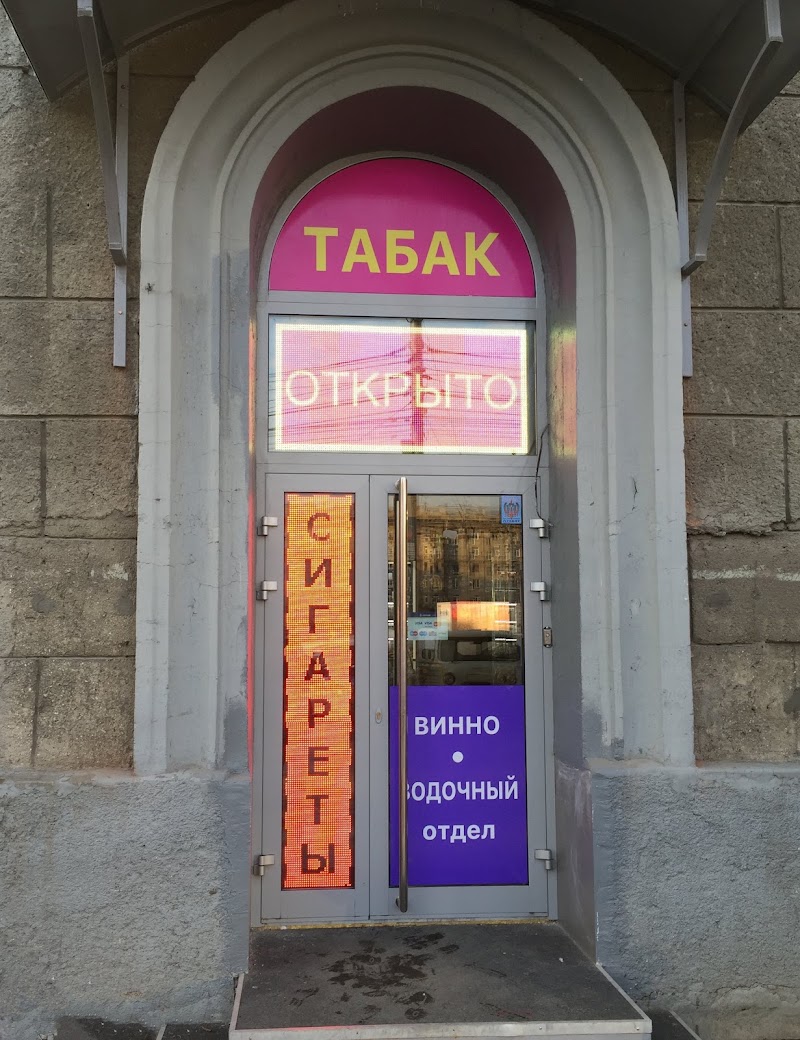 ТАБАК
ОТКРЫТО
СИГАРЕТЫ
ВИННО
•
ВОДОЧНЫЙ
отдел